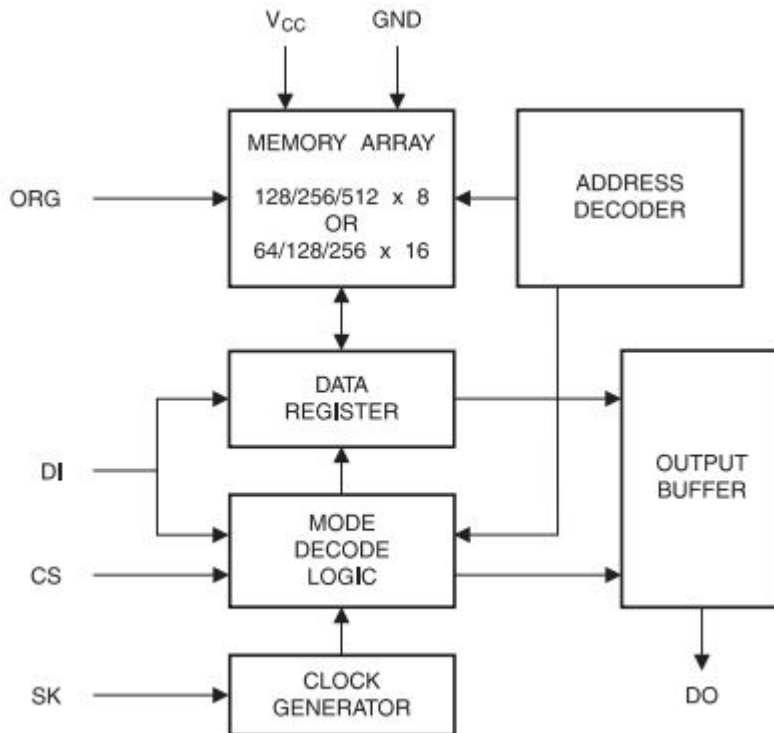 VCC
GND
MEMORY ARRAY
128/256/512 x 8
OR
64/128/256 x 16
ORG
ADDRESS
DECODER
DATA
REGISTER
DI
OUTPUT
BUFFER
MODE
DECODE
LOGIC
CS
CLOCK
GENERATOR
SK
DO